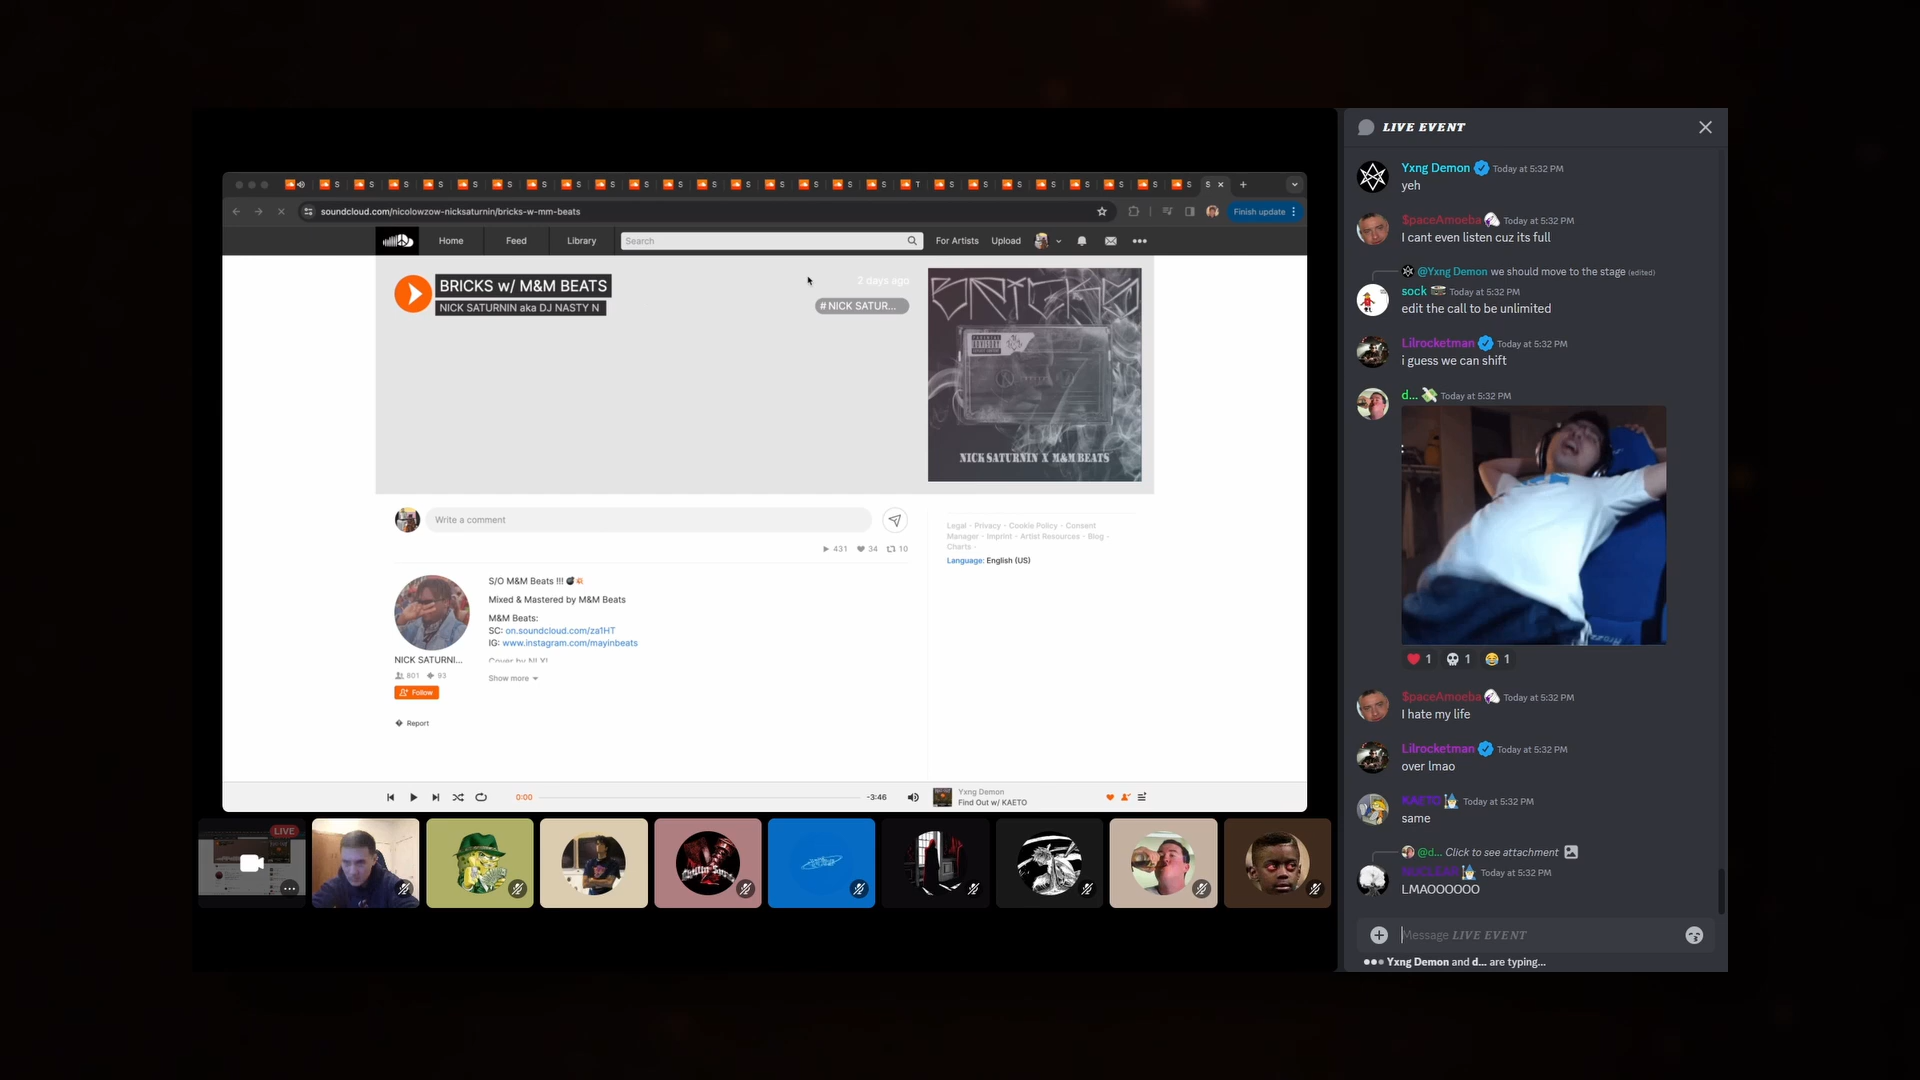 soundcloud.com/nicolowzow-nicksaturnin/bricks-w-mm-beats
Finish update
Home
Feed
Library
Search
For Artists
Upload
BRICKS w/ M&M BEATS
NICK SATURNIN aka DJ NASTY N
2 days ago
# NICK SATUR...
BRICKS
NICK SATURNIN X M&M BEATS
Write a comment
431
34
10
Legal - Privacy - Cookie Policy - Consent
Manager - Imprint - Artist Resources - Blog -
Charts -
Language: English (US)
S/O M&M Beats !!!
Mixed & Mastered by M&M Beats
M&M Beats:
SC: on.soundcloud.com/za1HT
IG: www.instagram.com/mayinbeats
NICK SATURNI...
801
93
Show more
Follow
Report
0:00
-3:46
Yxng Demon
Find Out w/ KAETO
LIVE
LIVE EVENT
Yxng Demon Today at 5:32 PM
yeh
$paceAmoeba Today at 5:32 PM
I cant even listen cuz its full
@Yxng Demon we should move to the stage (edited)
sock Today at 5:32 PM
edit the call to be unlimited
Lilrocketman Today at 5:32 PM
i guess we can shift
d... Today at 5:32 PM
1
1
1
$paceAmoeba Today at 5:32 PM
I hate my life
Lilrocketman Today at 5:32 PM
over lmao
KAETO Today at 5:32 PM
same
@d... Click to see attachment
NUCLEAR Today at 5:32 PM
LMAOOOOOO
Message LIVE EVENT
Yxng Demon and d... are typing...